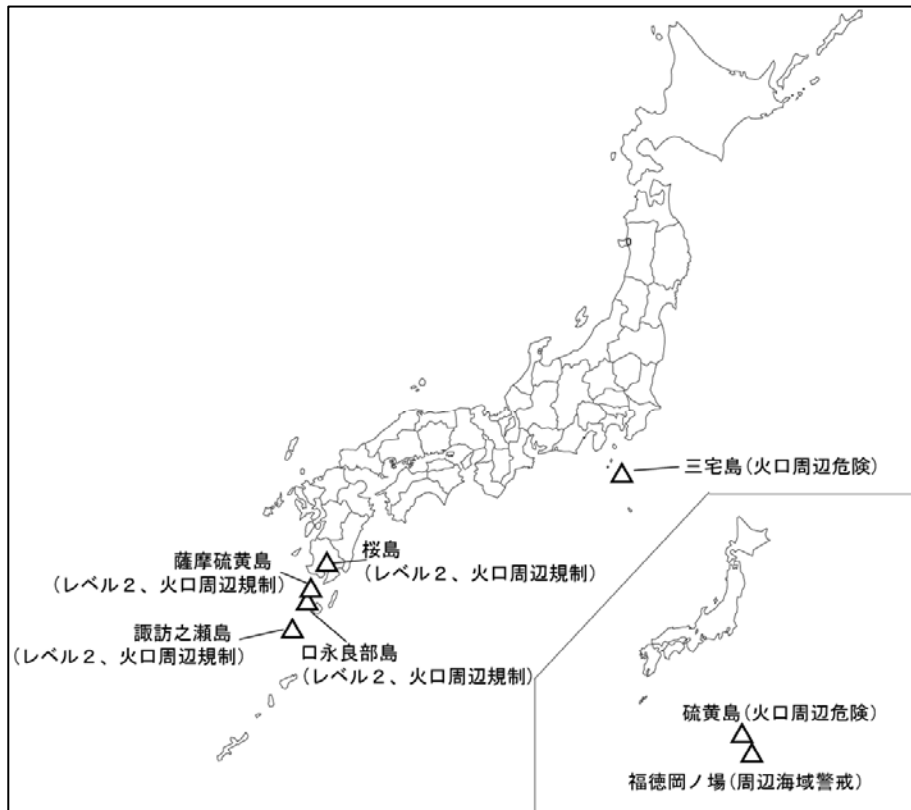 三宅島(火口周辺危険)
桜島
(レベル2、火口周辺規制)
薩摩硫黄島
(レベル2、火口周辺規制)
諏訪之瀬島
(レベル2、火口周辺規制)
口永良部島
(レベル2、火口周辺規制)
硫黄島(火口周辺危険)
福徳岡ノ場(周辺海域警戒)